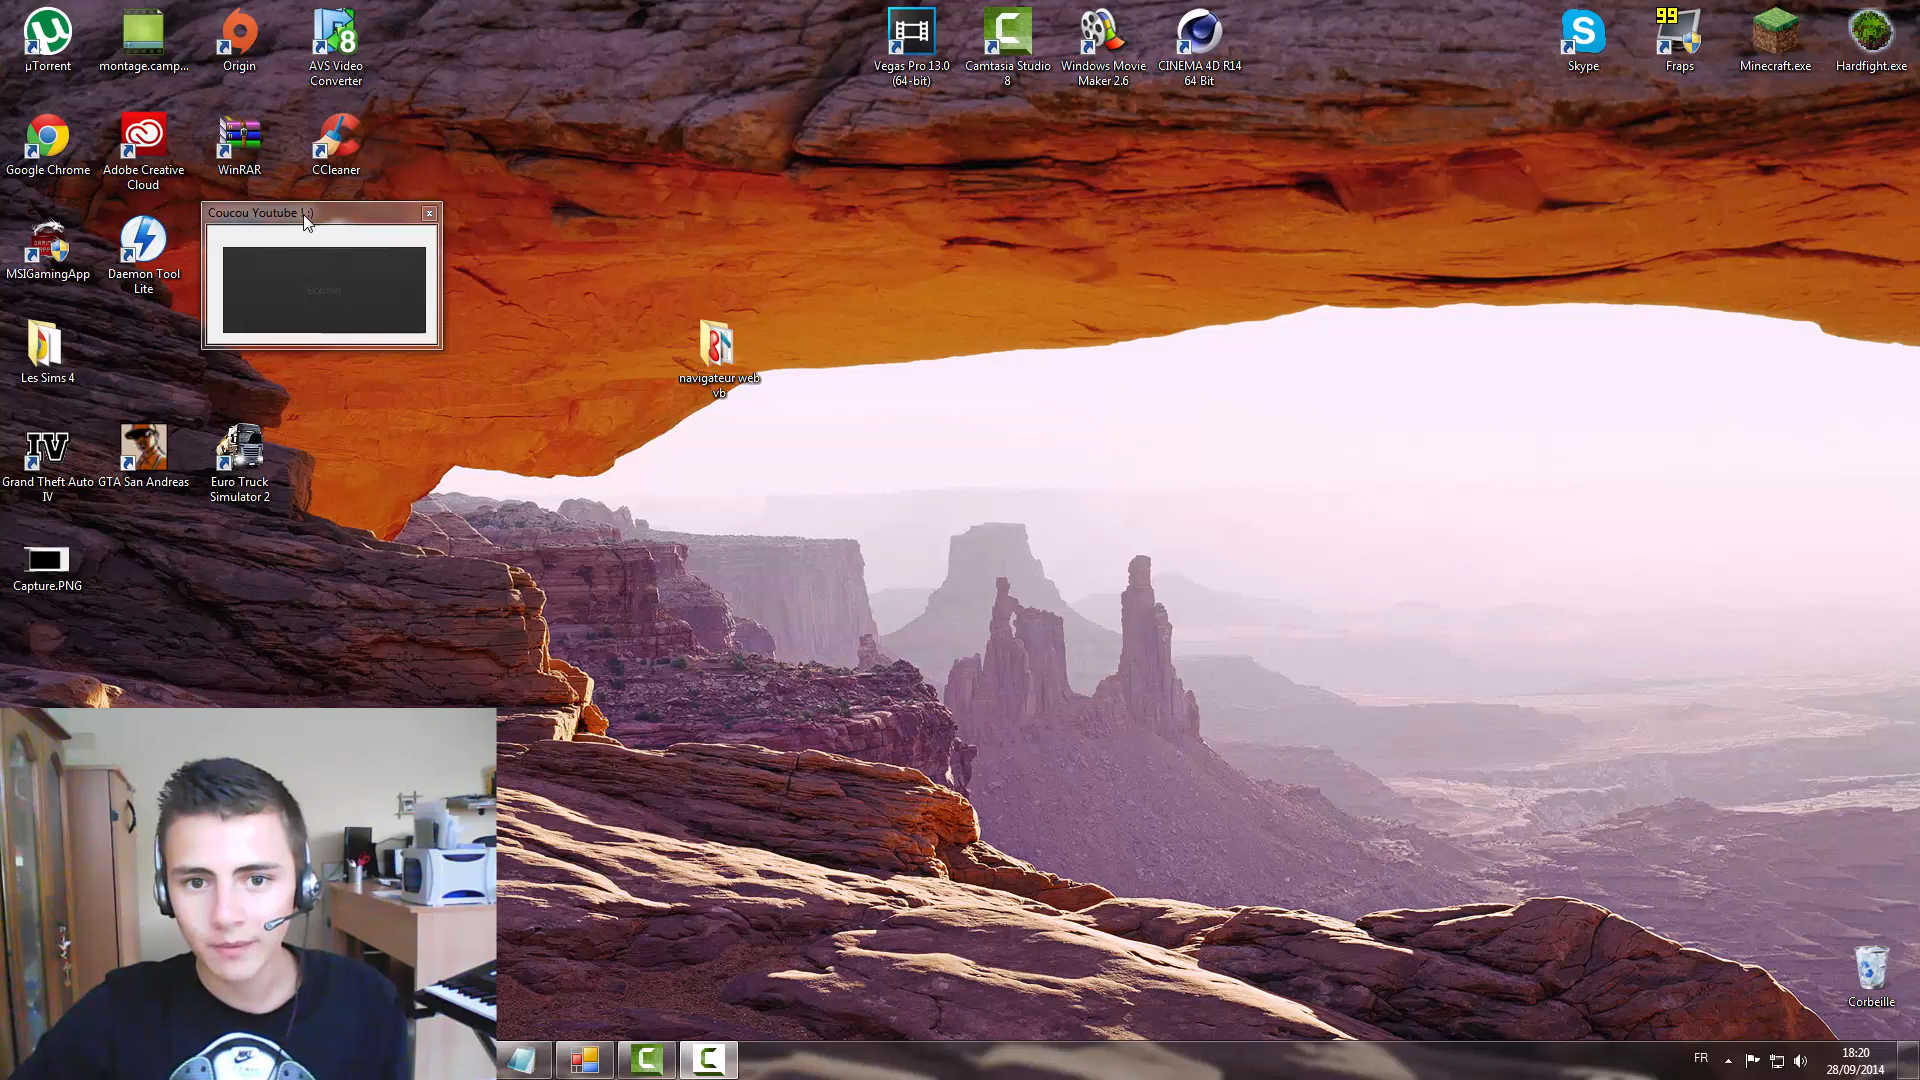 µTorrent
montage.camp...
Origin
AVS Video
Converter
8
Vegas Pro 13.0
(64-bit)
Camtasia Studio
8
Windows Movie
Maker 2.6
CINEMA 4D R14
64 Bit
Skype
99
Fraps
Minecraft.exe
Hardfight.exe
Google Chrome
Adobe Creative
Cloud
WinRAR
CCleaner
Coucou Youtube ! :)
MSIGamingApp
Daemon Tool
Lite
Les Sims 4
navigateur web
vb
IV
Grand Theft Auto
IV
GTA San Andreas
Euro Truck
Simulator 2
Capture.PNG
Corbeille
FR
18:20
28/09/2014